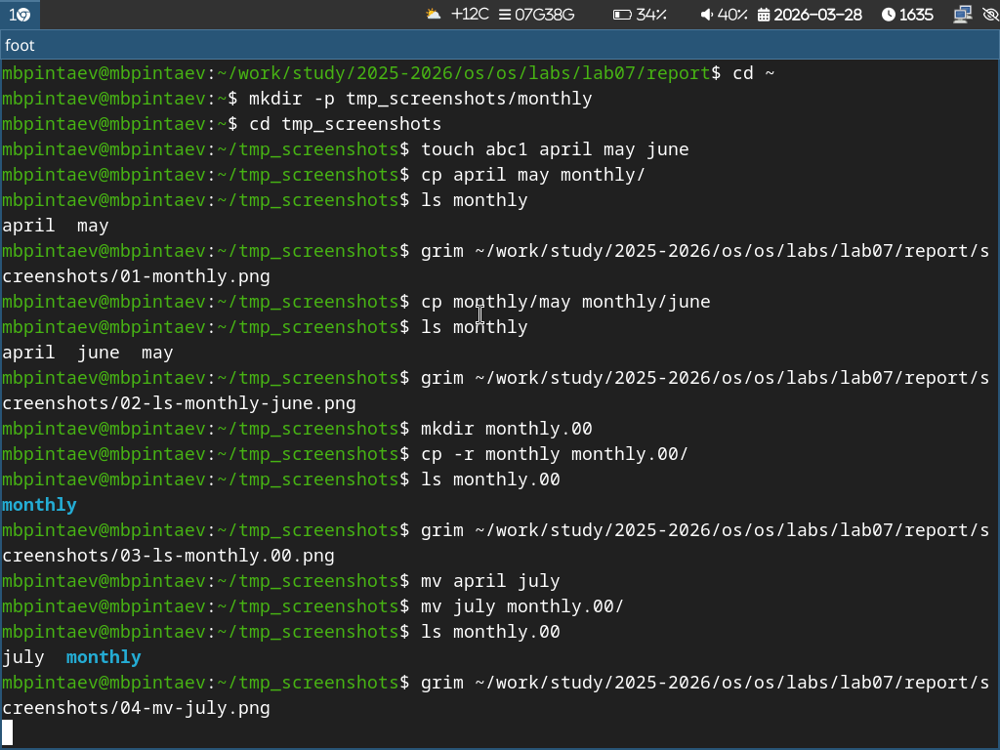 1
+12C 07G38G 34% 40% 2026-03-28 1635
foot
mbpintaev@mbpintaev:~/work/study/2025-2026/os/os/labs/lab07/report$ cd ~
mbpintaev@mbpintaev:~$ mkdir -p tmp_screenshots/monthly
mbpintaev@mbpintaev:~$ cd tmp_screenshots
mbpintaev@mbpintaev:~/tmp_screenshots$ touch abc1 april may june
mbpintaev@mbpintaev:~/tmp_screenshots$ cp april may monthly/
mbpintaev@mbpintaev:~/tmp_screenshots$ ls monthly
april  may
mbpintaev@mbpintaev:~/tmp_screenshots$ grim ~/work/study/2025-2026/os/os/labs/lab07/report/s
creenshots/01-monthly.png
mbpintaev@mbpintaev:~/tmp_screenshots$ cp monthly/may monthly/june
mbpintaev@mbpintaev:~/tmp_screenshots$ ls monthly
april  june  may
mbpintaev@mbpintaev:~/tmp_screenshots$ grim ~/work/study/2025-2026/os/os/labs/lab07/report/s
creenshots/02-ls-monthly-june.png
mbpintaev@mbpintaev:~/tmp_screenshots$ mkdir monthly.00
mbpintaev@mbpintaev:~/tmp_screenshots$ cp -r monthly monthly.00/
mbpintaev@mbpintaev:~/tmp_screenshots$ ls monthly.00
monthly
mbpintaev@mbpintaev:~/tmp_screenshots$ grim ~/work/study/2025-2026/os/os/labs/lab07/report/s
creenshots/03-ls-monthly.00.png
mbpintaev@mbpintaev:~/tmp_screenshots$ mv april july
mbpintaev@mbpintaev:~/tmp_screenshots$ mv july monthly.00/
mbpintaev@mbpintaev:~/tmp_screenshots$ ls monthly.00
july  monthly
mbpintaev@mbpintaev:~/tmp_screenshots$ grim ~/work/study/2025-2026/os/os/labs/lab07/report/s
creenshots/04-mv-july.png